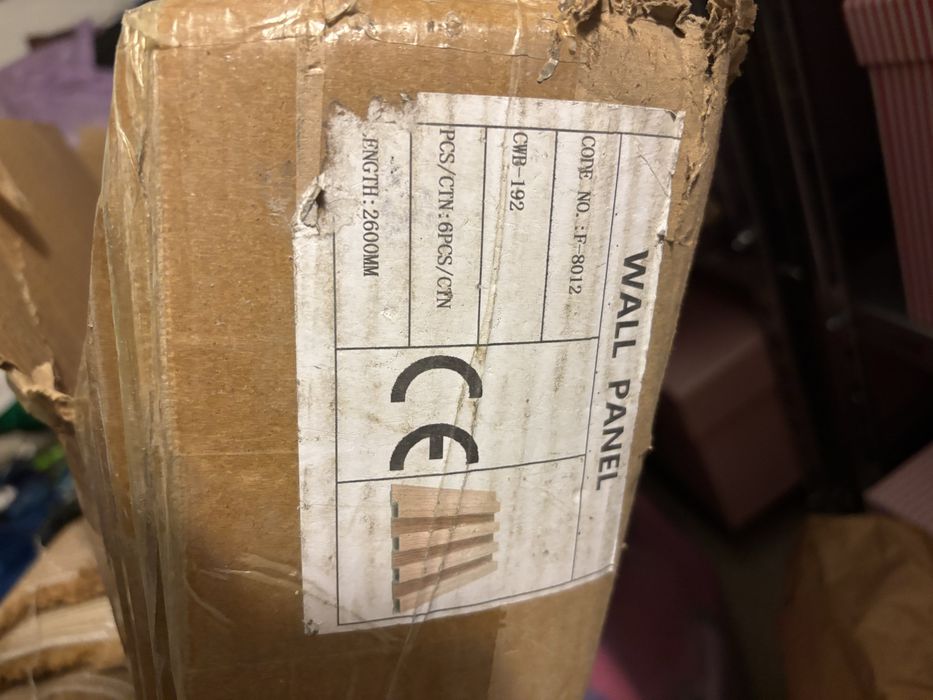 WALL PANEL
CODE NO.:F-8012
CWB-192
PCS/CTN:6PCS/CTN
ENGTH:2600MM
CE